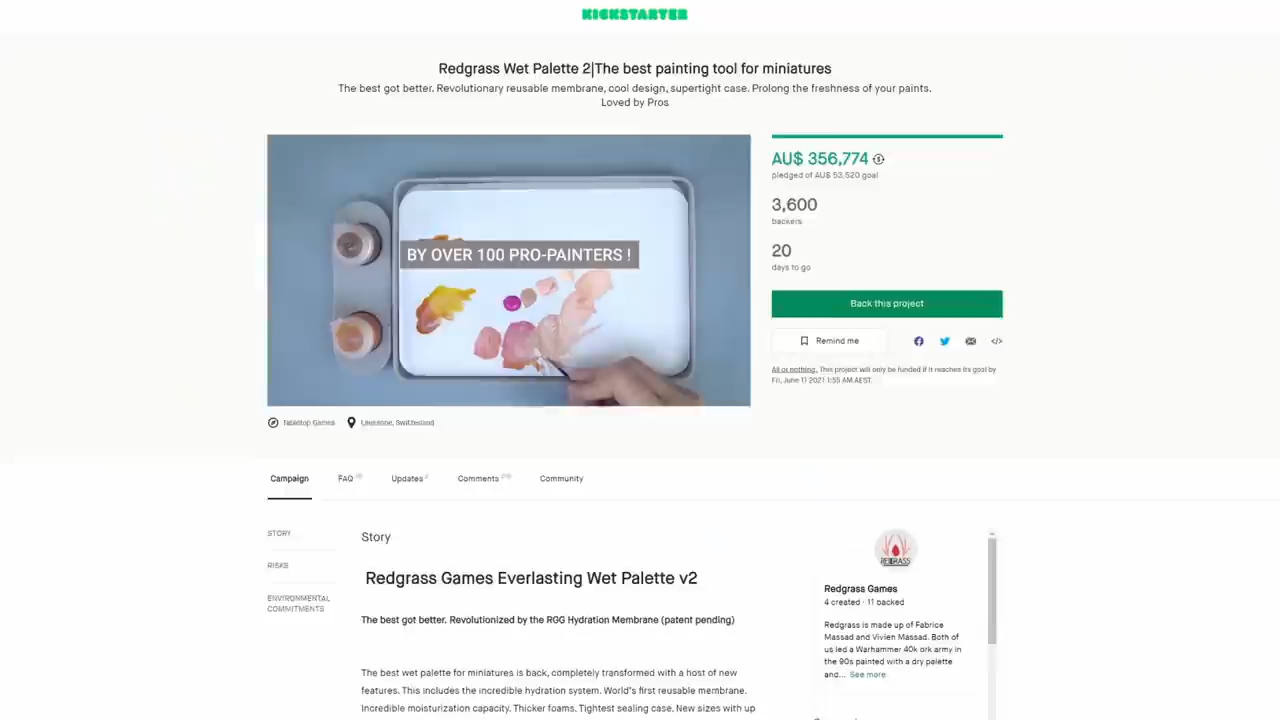 KICKSTARTER
Redgrass Wet Palette 2|The best painting tool for miniatures
The best got better. Revolutionary reusable membrane, cool design, supertight case. Prolong the freshness of your paints.
Loved by Pros
BY OVER 100 PRO-PAINTERS !
AU$ 356,774
pledged of AU$ 53,520 goal
3,600
backers
20
days to go
Back this project
Remind me
All or nothing. This project will only be funded if it reaches its goal by
Fri, June 11 2021 1:55 AM AEST.
Tabletop Games
Lausanne, Switzerland
Campaign
FAQ
Updates
Comments
Community
STORY
RISKS
ENVIRONMENTAL
COMMITMENTS
Story
Redgrass Games Everlasting Wet Palette v2
The best got better. Revolutionized by the RGG Hydration Membrane (patent pending)
The best wet palette for miniatures is back, completely transformed with a host of new
features. This includes the incredible hydration system. World's first reusable membrane.
Incredible moisturization capacity. Thicker foams. Tightest sealing case. New sizes with up
REDGRASS
Redgrass Games
4 created · 11 backed
Redgrass is made up of Fabrice
Massad and Vivien Massad. Both of
us led a Warhammer 40k ork army in
the 90s painted with a dry palette
and... See more